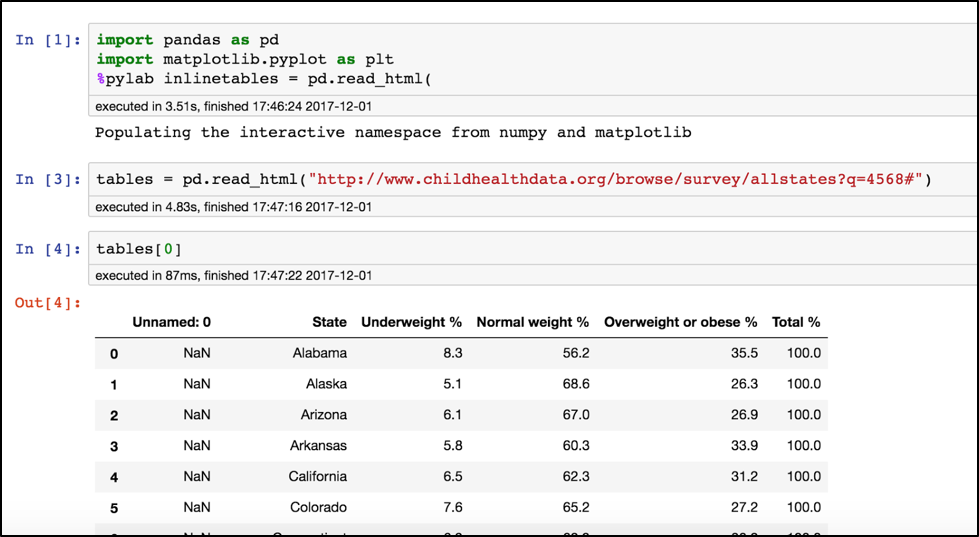 In [1]: import pandas as pd
import matplotlib.pyplot as plt
%pylab inlinetables = pd.read_html(
executed in 3.51s, finished 17:46:24 2017-12-01
Populating the interactive namespace from numpy and matplotlib
In [3]: tables = pd.read_html("http://www.childhealthdata.org/browse/survey/allstates?q=4568#")
executed in 4.83s, finished 17:47:16 2017-12-01
In [4]: tables[0]
executed in 87ms, finished 17:47:22 2017-12-01
Out[4]:
Unnamed: 0 State Underweight % Normal weight % Overweight or obese % Total %
0 NaN Alabama 8.3 56.2 35.5 100.0
1 NaN Alaska 5.1 68.6 26.3 100.0
2 NaN Arizona 6.1 67.0 26.9 100.0
3 NaN Arkansas 5.8 60.3 33.9 100.0
4 NaN California 6.5 62.3 31.2 100.0
5 NaN Colorado 7.6 65.2 27.2 100.0